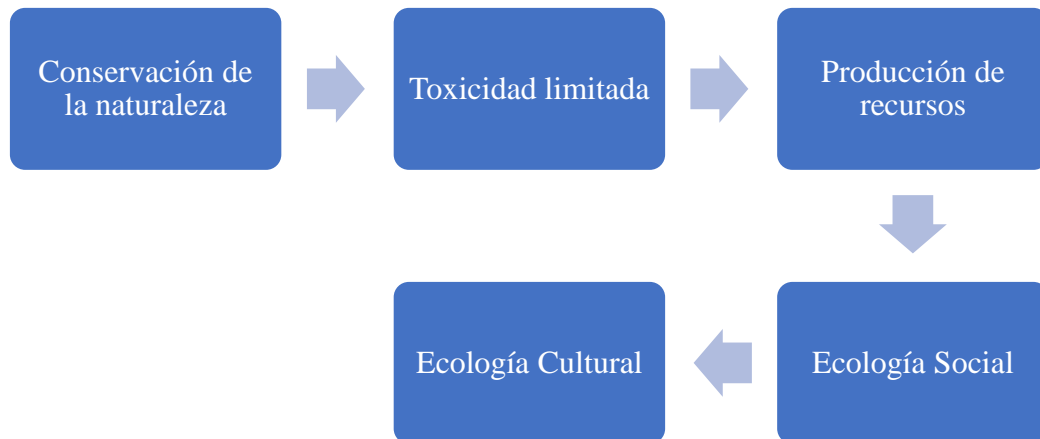 Conservación de
la naturaleza
Toxicidad limitada
Producción de
recursos
Ecología Social
Ecología Cultural